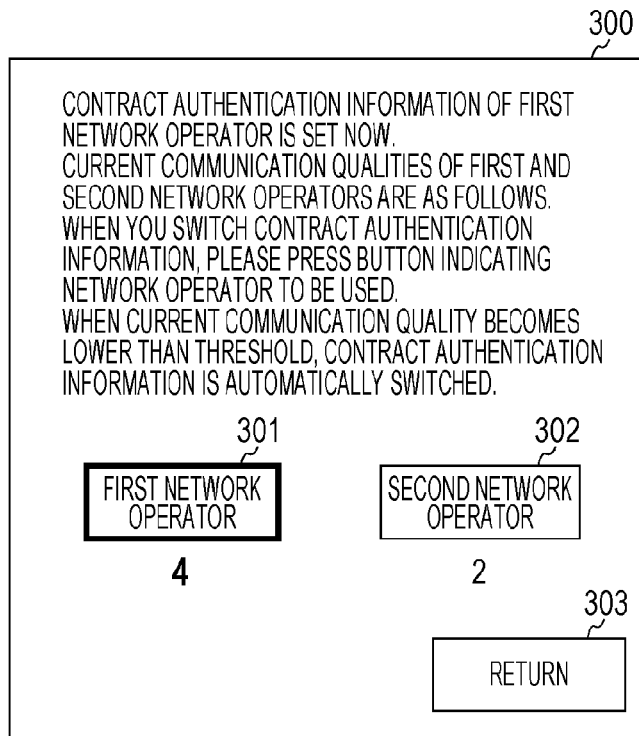 300
CONTRACT AUTHENTICATION INFORMATION OF FIRST
NETWORK OPERATOR IS SET NOW.
CURRENT COMMUNICATION QUALITIES OF FIRST AND
SECOND NETWORK OPERATORS ARE AS FOLLOWS.
WHEN YOU SWITCH CONTRACT AUTHENTICATION
INFORMATION, PLEASE PRESS BUTTON INDICATING
NETWORK OPERATOR TO BE USED.
WHEN CURRENT COMMUNICATION QUALITY BECOMES
LOWER THAN THRESHOLD, CONTRACT AUTHENTICATION
INFORMATION IS AUTOMATICALLY SWITCHED.
301
FIRST NETWORK
OPERATOR
4
302
SECOND NETWORK
OPERATOR
2
303
RETURN